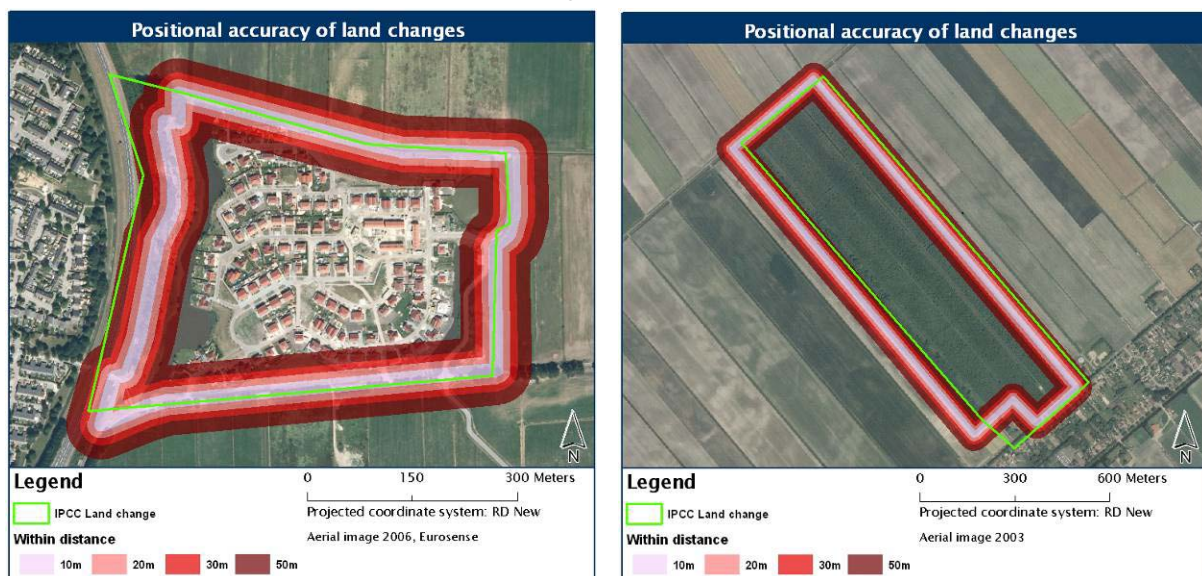 Positional accuracy of land changes
N
Legend
0 150 300 Meters
IPCC Land change
Projected coordinate system: RD New
Aerial image 2006, Eurosense
Within distance
10m 20m 30m 50m
Positional accuracy of land changes
N
Legend
0 300 600 Meters
IPCC Land change
Projected coordinate system: RD New
Aerial image 2003
Within distance
10m 20m 30m 50m